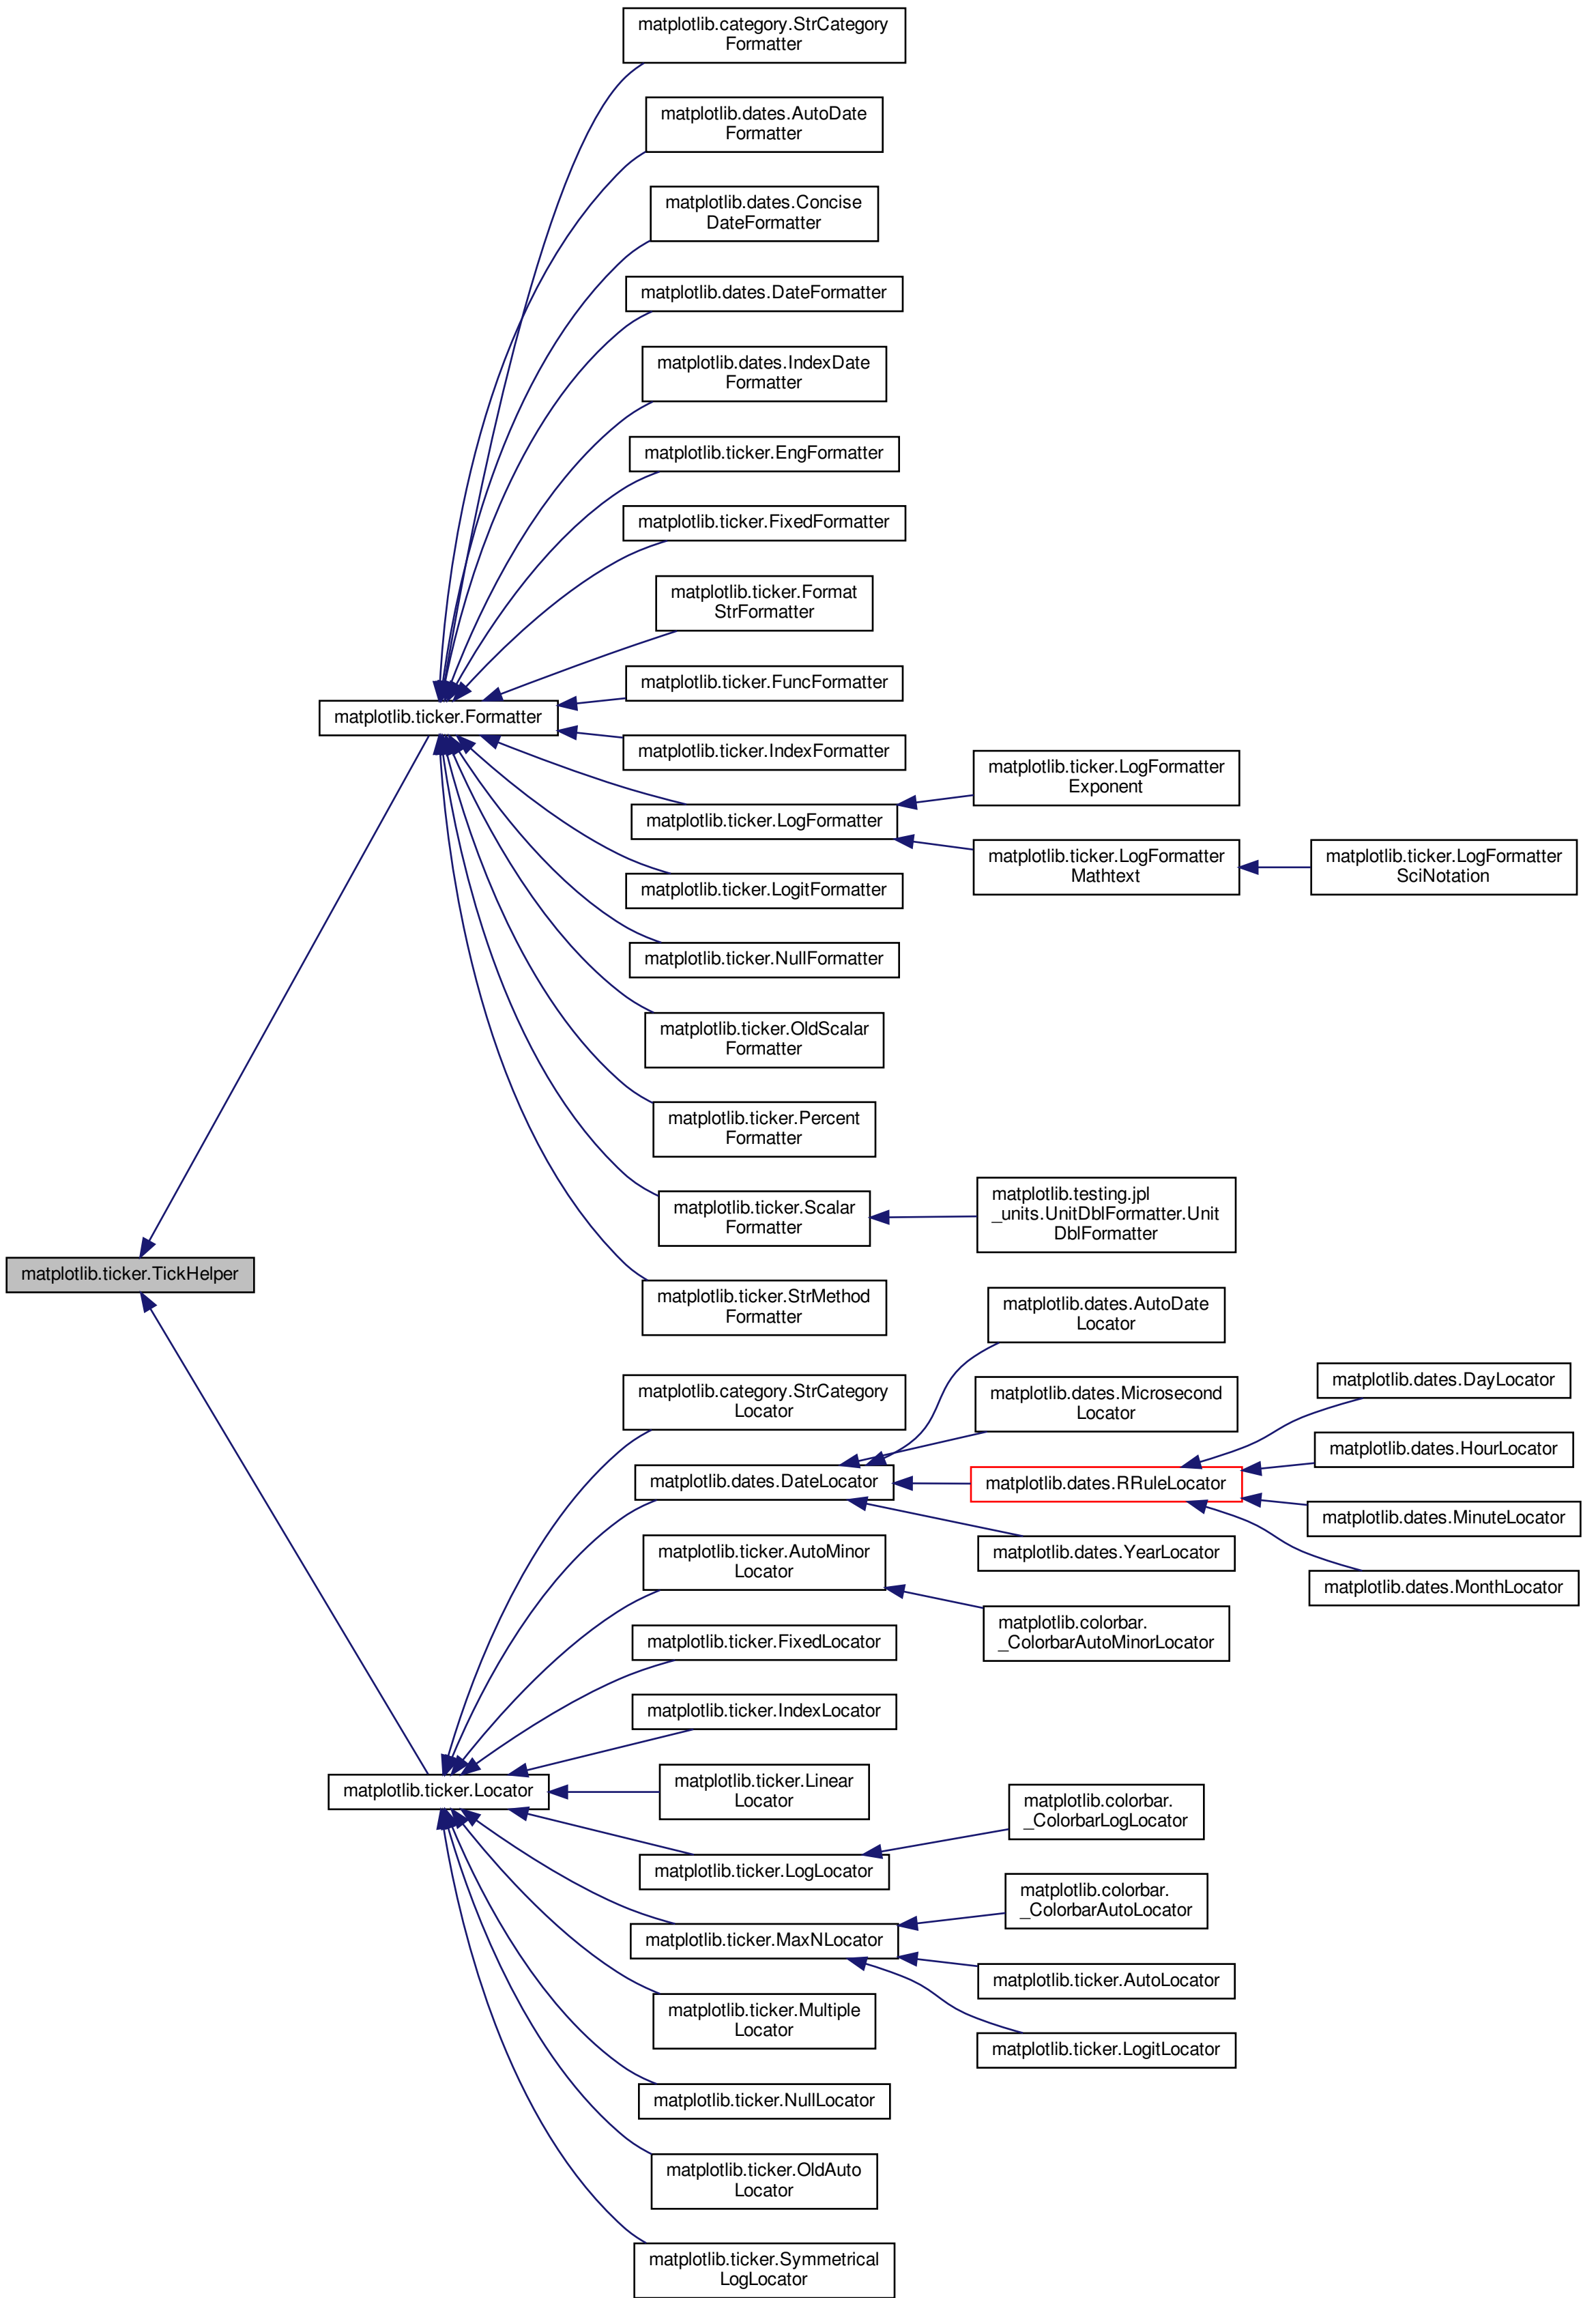 matplotlib.category.StrCategory
Formatter
matplotlib.dates.AutoDate
Formatter
matplotlib.dates.Concise
DateFormatter
matplotlib.dates.DateFormatter
matplotlib.dates.IndexDate
Formatter
matplotlib.ticker.EngFormatter
matplotlib.ticker.FixedFormatter
matplotlib.ticker.Format
StrFormatter
matplotlib.ticker.FuncFormatter
matplotlib.ticker.Formatter
matplotlib.ticker.IndexFormatter
matplotlib.ticker.LogFormatter
Exponent
matplotlib.ticker.LogFormatter
matplotlib.ticker.LogFormatter
Mathtext
matplotlib.ticker.LogFormatter
SciNotation
matplotlib.ticker.LogitFormatter
matplotlib.ticker.NullFormatter
matplotlib.ticker.OldScalar
Formatter
matplotlib.ticker.Percent
Formatter
matplotlib.ticker.Scalar
Formatter
matplotlib.testing.jpl
_units.UnitDblFormatter.Unit
DblFormatter
matplotlib.ticker.TickHelper
matplotlib.ticker.StrMethod
Formatter
matplotlib.dates.AutoDate
Locator
matplotlib.category.StrCategory
Locator
matplotlib.dates.Microsecond
Locator
matplotlib.dates.DayLocator
matplotlib.dates.HourLocator
matplotlib.dates.DateLocator
matplotlib.dates.RRuleLocator
matplotlib.dates.MinuteLocator
matplotlib.dates.YearLocator
matplotlib.ticker.AutoMinor
Locator
matplotlib.dates.MonthLocator
matplotlib.colorbar.
_ColorbarAutoMinorLocator
matplotlib.ticker.FixedLocator
matplotlib.ticker.IndexLocator
matplotlib.ticker.Locator
matplotlib.ticker.Linear
Locator
matplotlib.colorbar.
_ColorbarLogLocator
matplotlib.ticker.LogLocator
matplotlib.colorbar.
_ColorbarAutoLocator
matplotlib.ticker.MaxNLocator
matplotlib.ticker.AutoLocator
matplotlib.ticker.Multiple
Locator
matplotlib.ticker.LogitLocator
matplotlib.ticker.NullLocator
matplotlib.ticker.OldAuto
Locator
matplotlib.ticker.Symmetrical
LogLocator